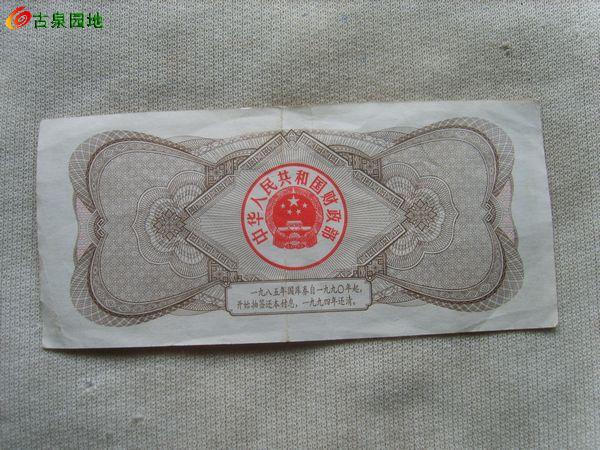 古泉园地
中华人民共和国财政部
一九八五年国库券自一九九〇年起,
开始抽签还本付息,一九九四年还清。